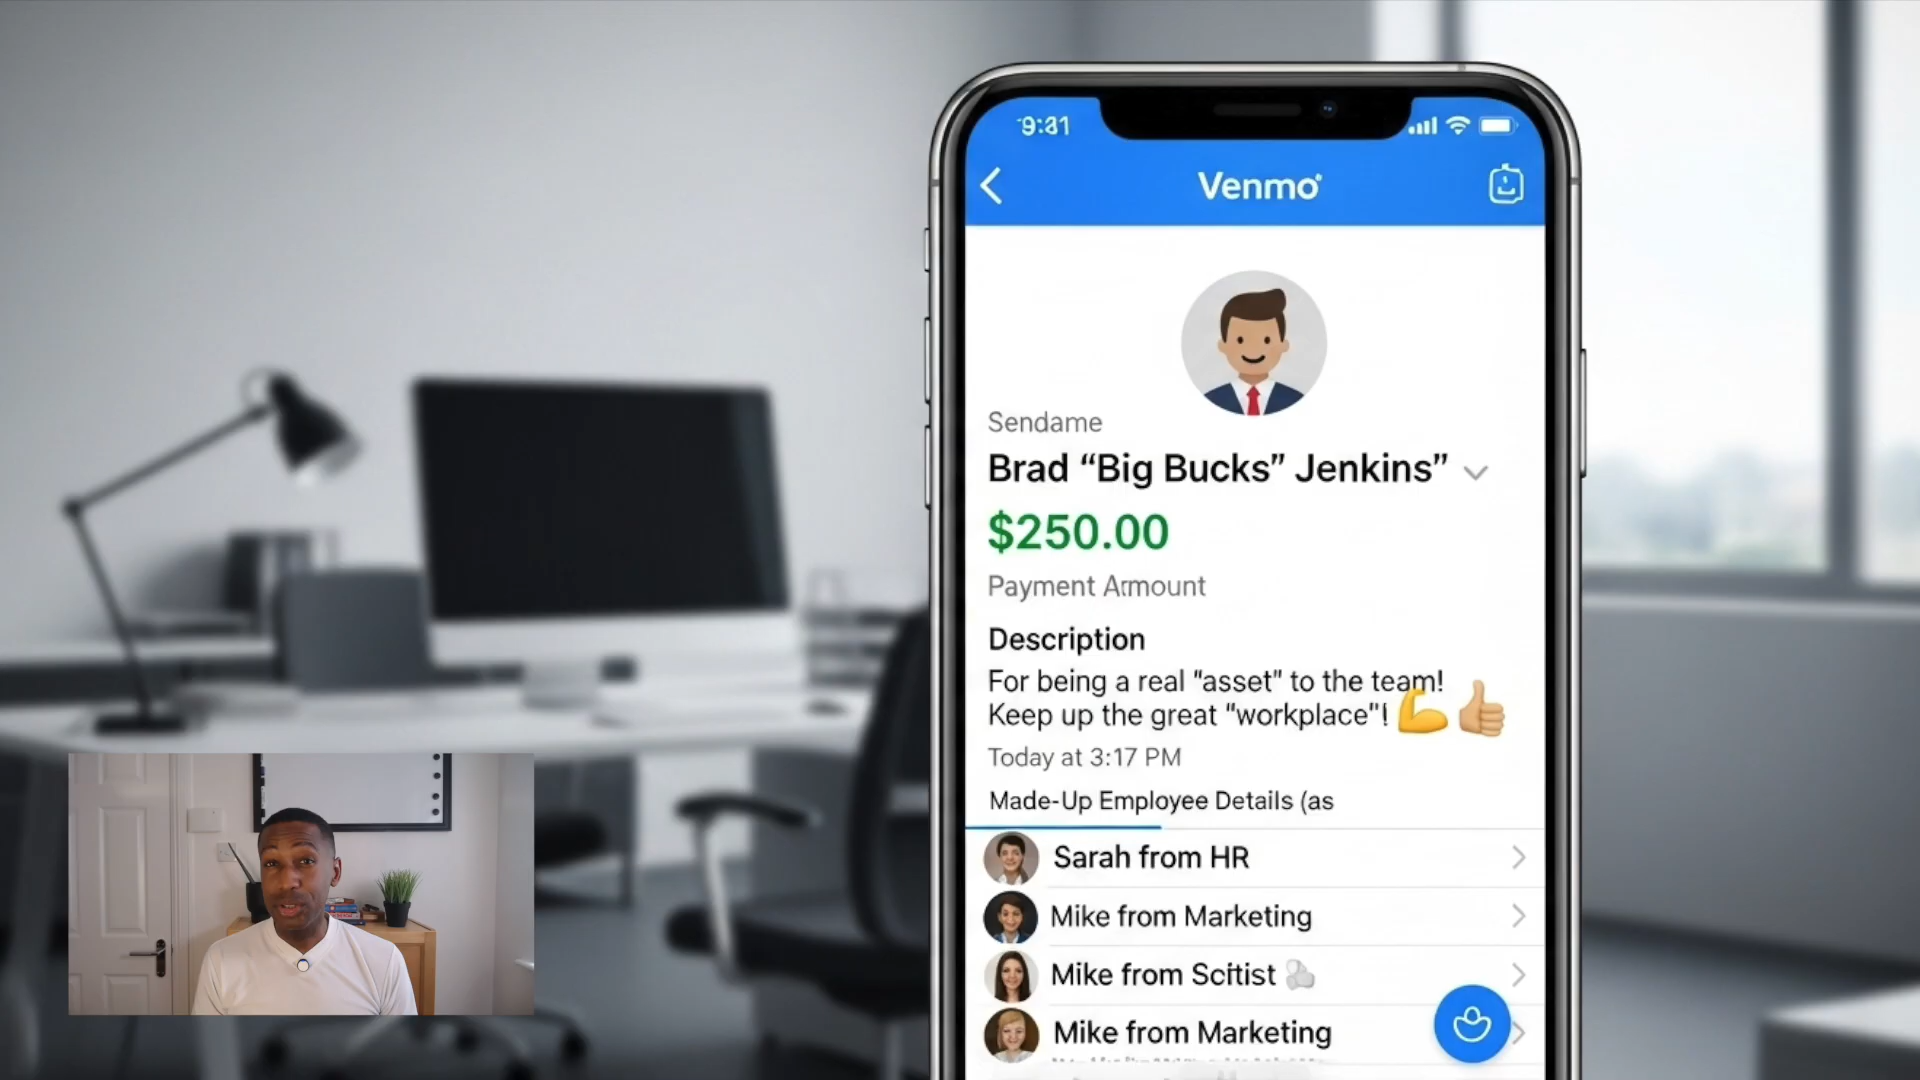 9:31
Venmo
Sendame
Brad “Big Bucks” Jenkins”
$250.00
Payment Armount
Description
For being a real "asset" to the team!
Keep up the great "workplace"!
Today at 3:17 PM
Made-Up Employee Details (as
Sarah from HR
Mike from Marketing
Mike from Scitist
Mike from Marketing